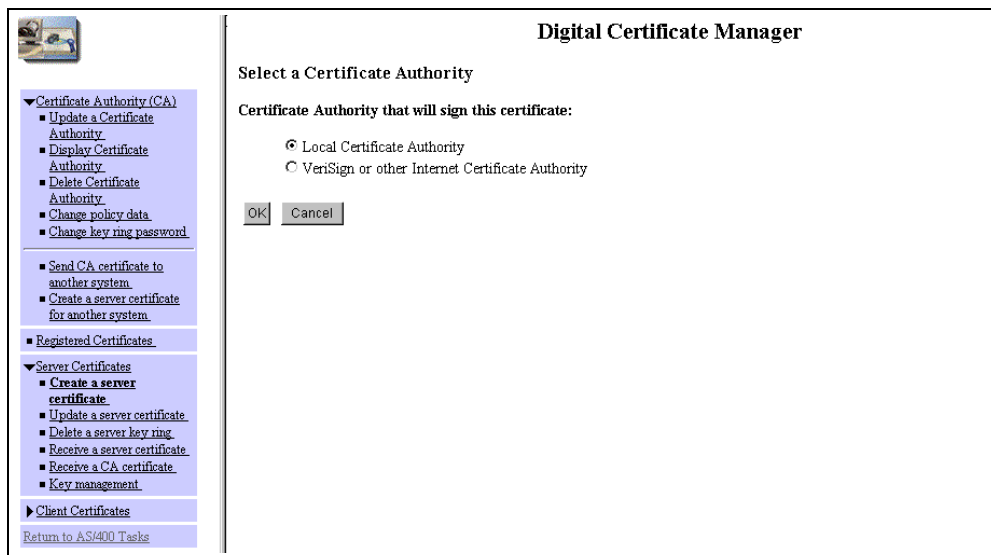 Certificate Authority (CA)
Update a Certificate
Authority
Display Certificate
Authority
Delete Certificate
Authority
Change policy data
Change key ring password
Send CA certificate to
another system
Create a server certificate
for another system
Registered Certificates
Server Certificates
Create a server
certificate
Update a server certificate
Delete a server key ring
Receive a server certificate
Receive a CA certificate
Key management
Client Certificates
Return to AS/400 Tasks
Digital Certificate Manager
Select a Certificate Authority
Certificate Authority that will sign this certificate:
Local Certificate Authority
VeriSign or other Internet Certificate Authority
OK Cancel